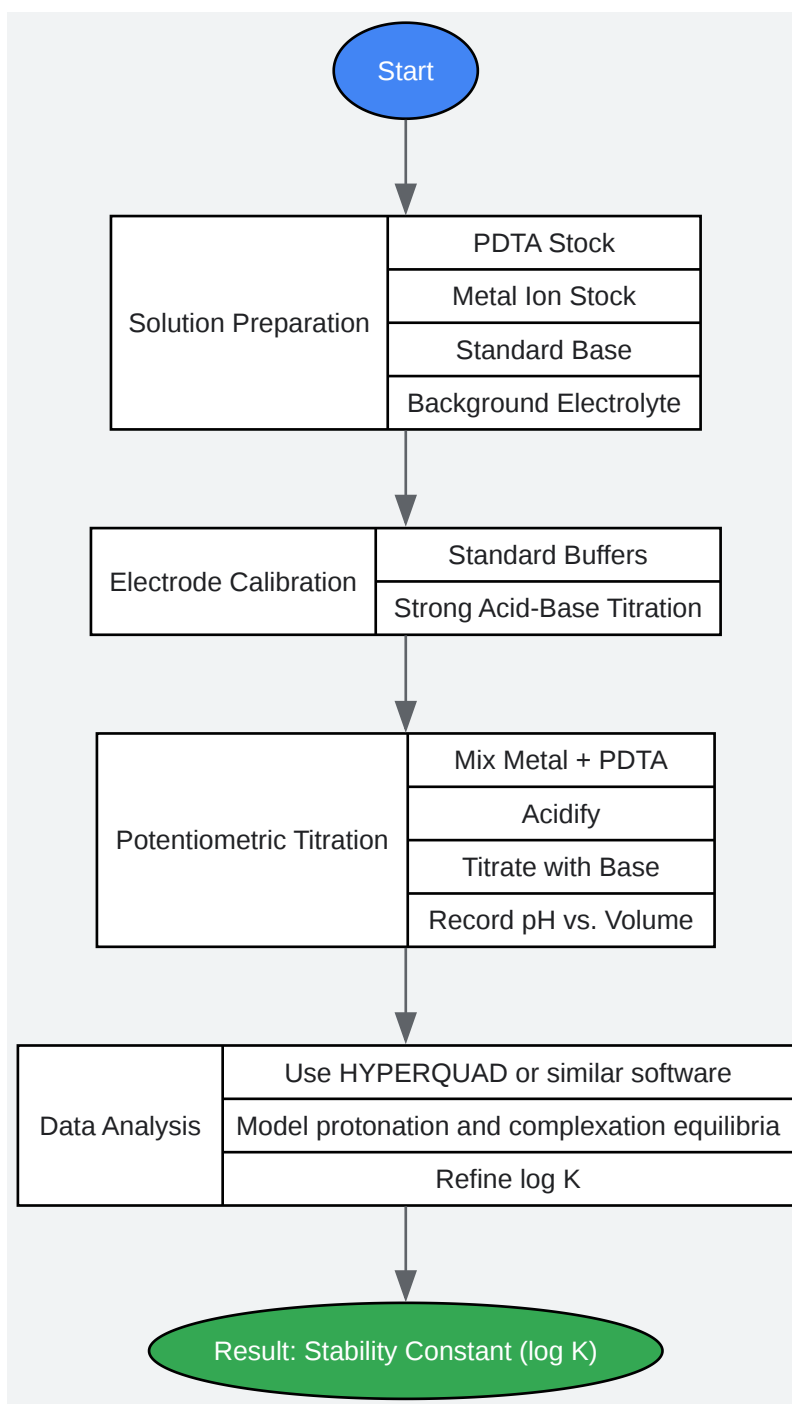 Start
Solution Preparation
PDTA Stock
Metal Ion Stock
Standard Base
Background Electrolyte
Electrode Calibration
Standard Buffers
Strong Acid-Base Titration
Potentiometric Titration
Mix Metal + PDTA
Acidify
Titrate with Base
Record pH vs. Volume
Data Analysis
Use HYPERQUAD or similar software
Model protonation and complexation equilibria
Refine log K
Result: Stability Constant (log K)